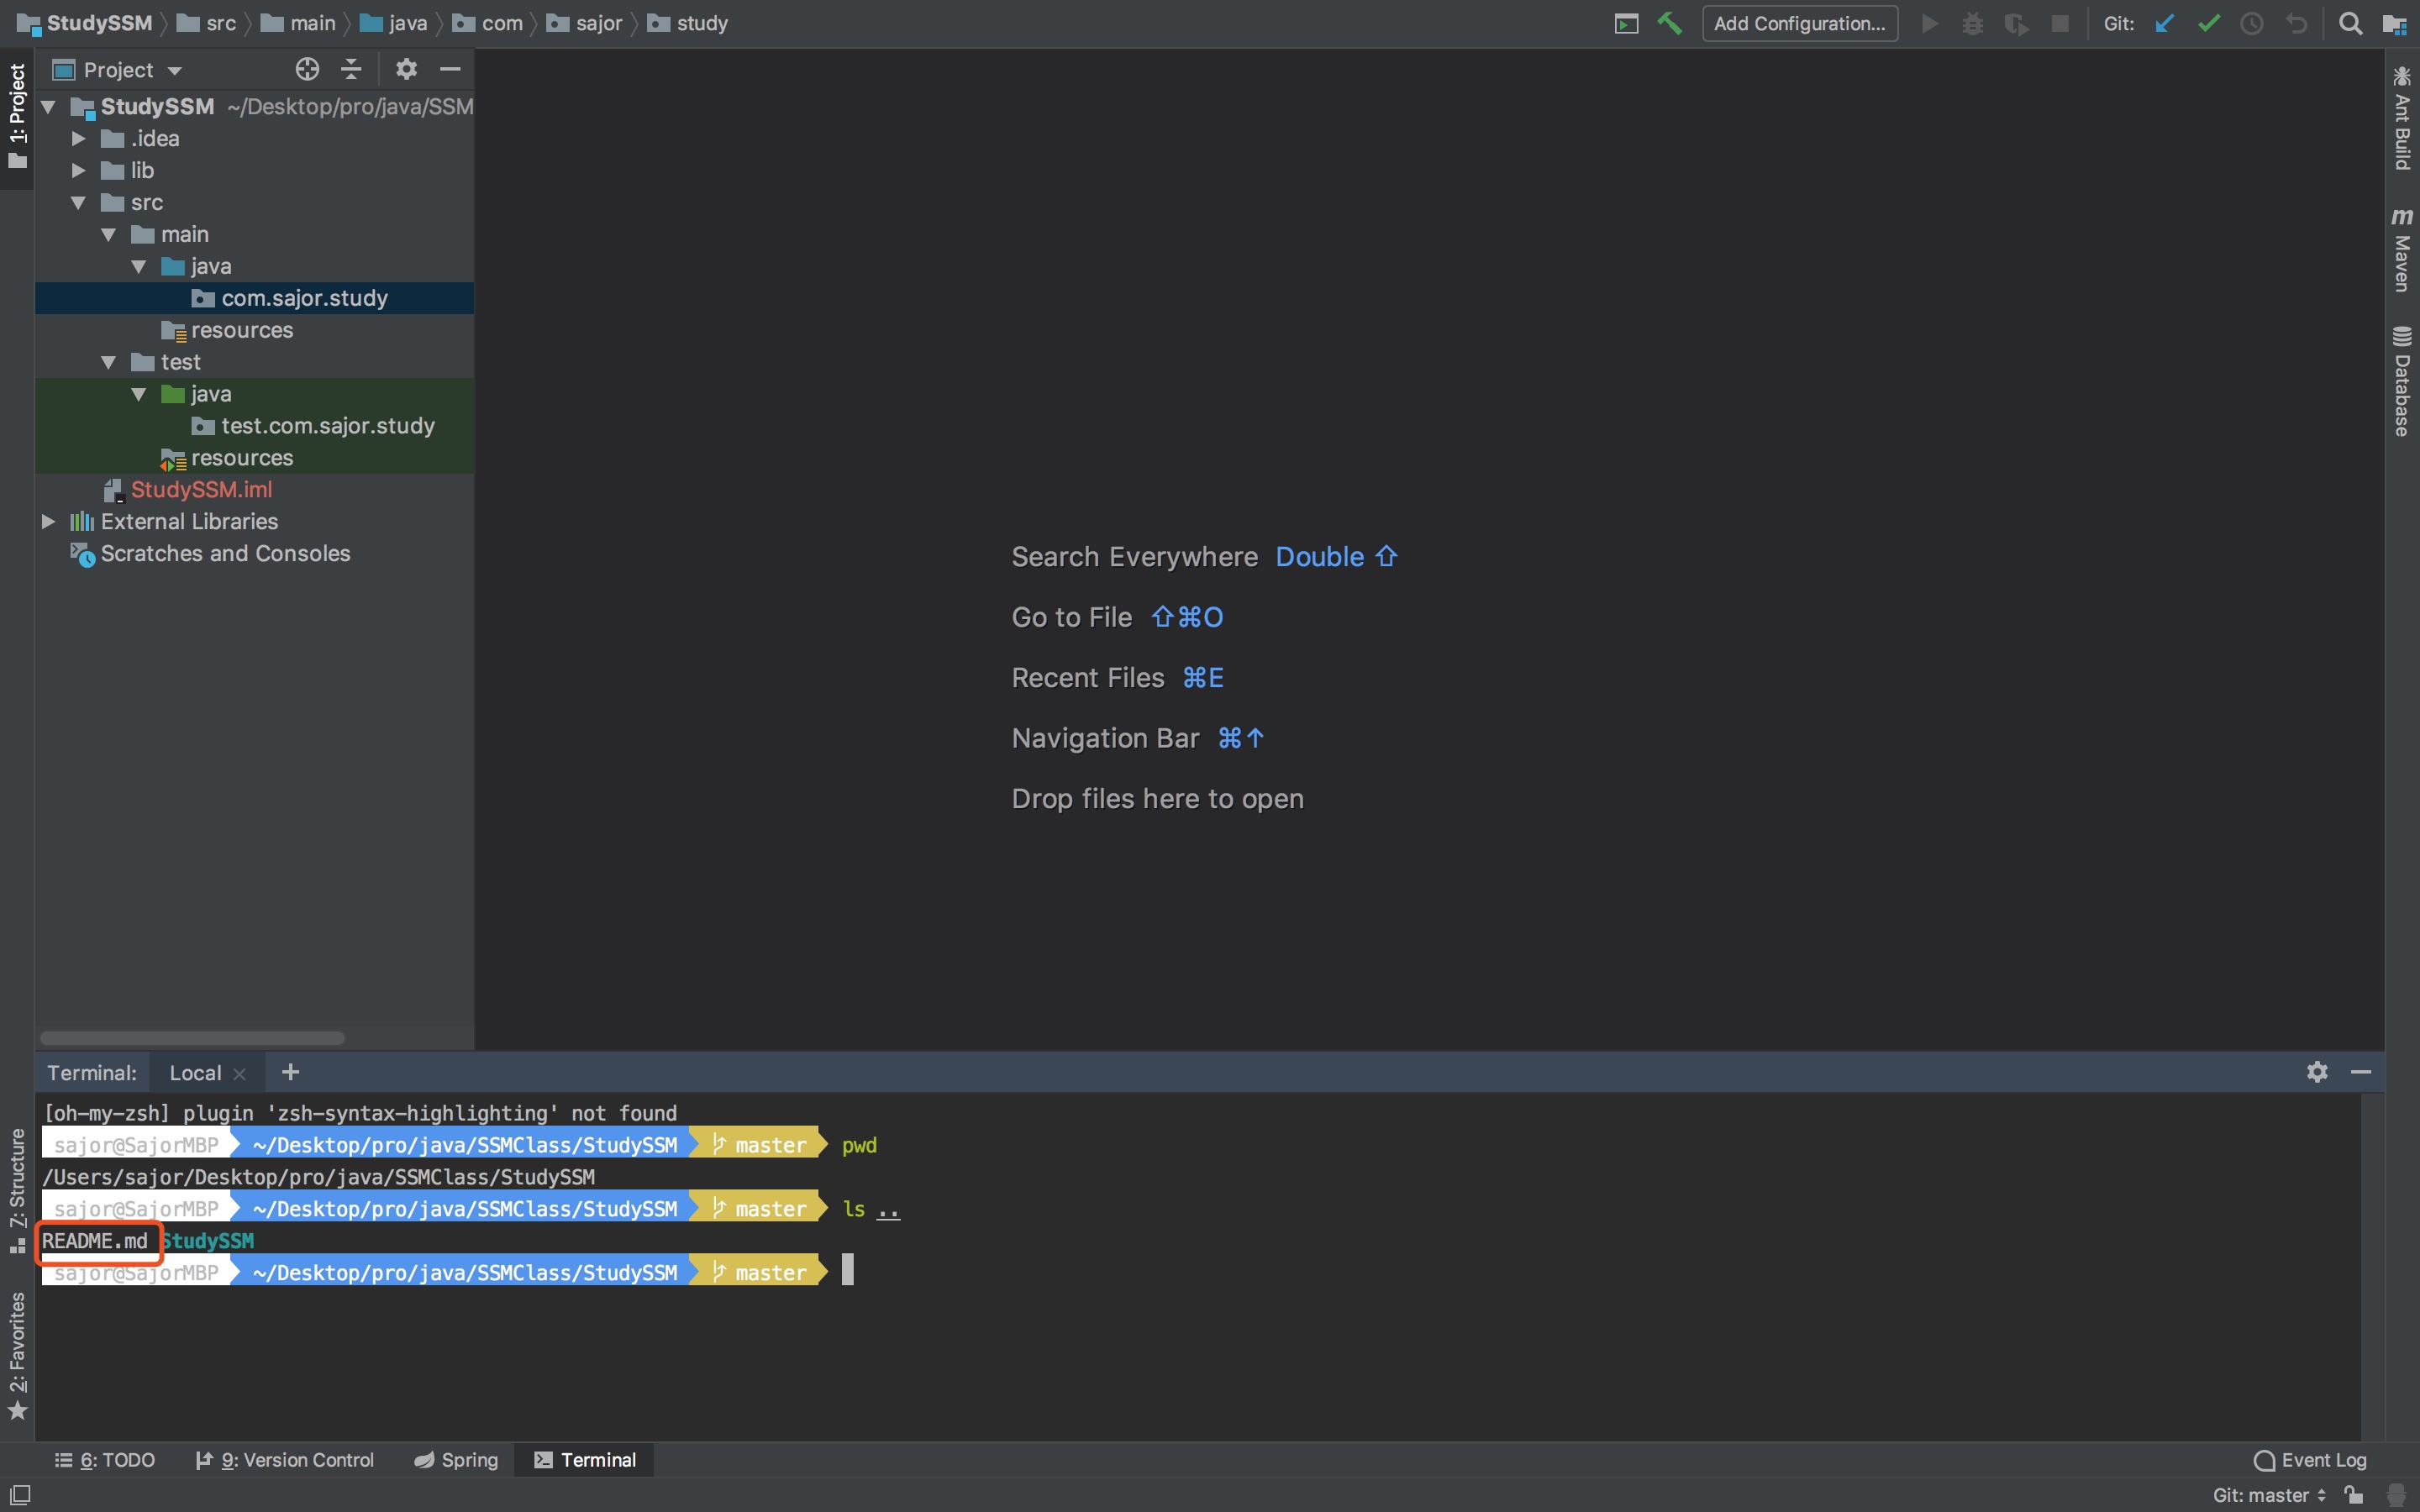 StudySSM src main java com sajor study Add Configuration... Git:
1: Project
Project
StudySSM ~/Desktop/pro/java/SSM
.idea
lib
src
main
java
com.sajor.study
resources
test
java
test.com.sajor.study
resources
StudySSM.iml
External Libraries
Scratches and Consoles
Search Everywhere Double ⇧
Go to File ⇧⌘O
Recent Files ⌘E
Navigation Bar ⌘↑
Drop files here to open
Ant Build
m Maven
Database
Terminal: Local +
[oh-my-zsh] plugin 'zsh-syntax-highlighting' not found
sajor@SajorMBP ~/Desktop/pro/java/SSMClass/StudySSM master pwd
/Users/sajor/Desktop/pro/java/SSMClass/StudySSM
sajor@SajorMBP ~/Desktop/pro/java/SSMClass/StudySSM master ls ..
README.md StudySSM
sajor@SajorMBP ~/Desktop/pro/java/SSMClass/StudySSM master
7: Structure
2: Favorites
6: TODO 9: Version Control Spring Terminal Event Log
Git: master